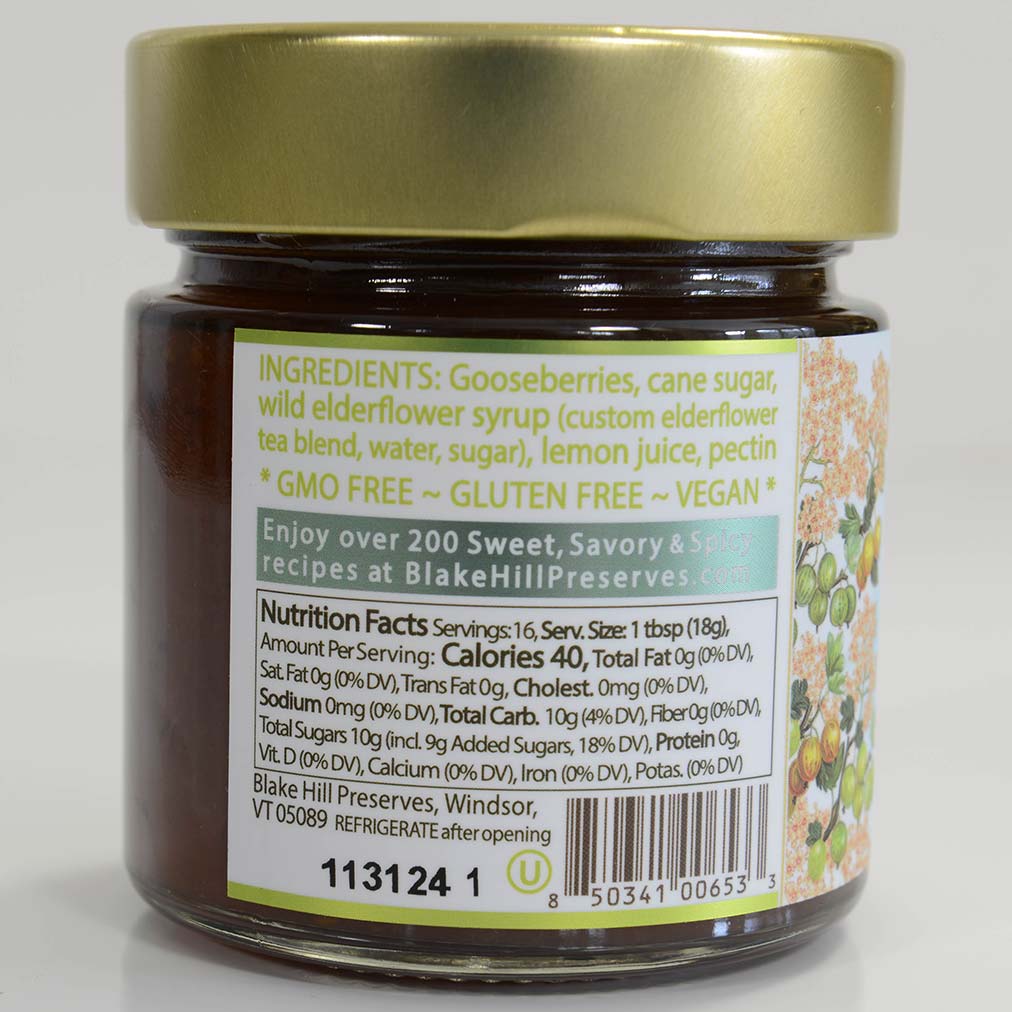 INGREDIENTS: Gooseberries, cane sugar,
wild elderflower syrup (custom elderflower
tea blend, water, sugar), lemon juice, pectin
* GMO FREE ~ GLUTEN FREE ~ VEGAN *
Enjoy over 200 Sweet, Savory & Spicy
recipes at BlakeHillPreserves.com
Nutrition Facts Servings: 16, Serv. Size: 1 tbsp (18g),
Amount Per Serving: Calories 40, Total Fat 0g (0% DV),
Sat. Fat 0g (0% DV), Trans Fat 0g, Cholest. 0mg (0% DV),
Sodium 0mg (0% DV), Total Carb. 10g (4% DV), Fiber 0g (0% DV),
Total Sugars 10g (incl. 9g Added Sugars, 18% DV), Protein 0g,
Vit. D (0% DV), Calcium (0% DV), Iron (0% DV), Potas. (0% DV)
Blake Hill Preserves, Windsor,
VT 05089 REFRIGERATE after opening
113124 1
U
8 50341 00653 3